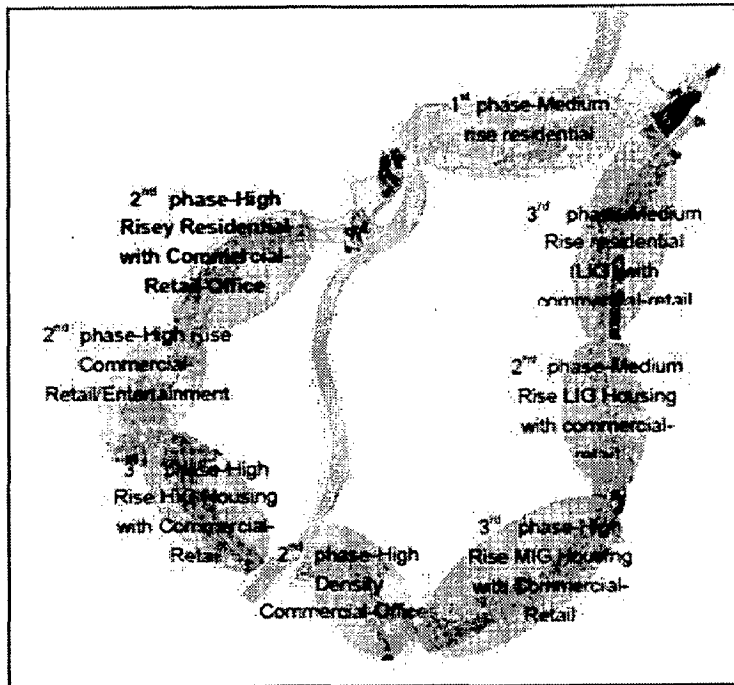 1st phase-Medium
rise residential
2nd phase-High
Risey Residential
with Commercial-
Retail-Office
3rd phase-Medium
Rise residential
(LIG) with
commercial-retail
2nd phase-High rise
Commercial-
Retail/Entertainment
2nd phase-Medium
Rise LIG Housing
with commercial-
retail
3rd phase-High
Rise HIG Housing
with Commercial-
Retail
3rd phase-High
Rise MIG Housing
with Commercial-
Retail
2nd phase-High
Density
Commercial-Office